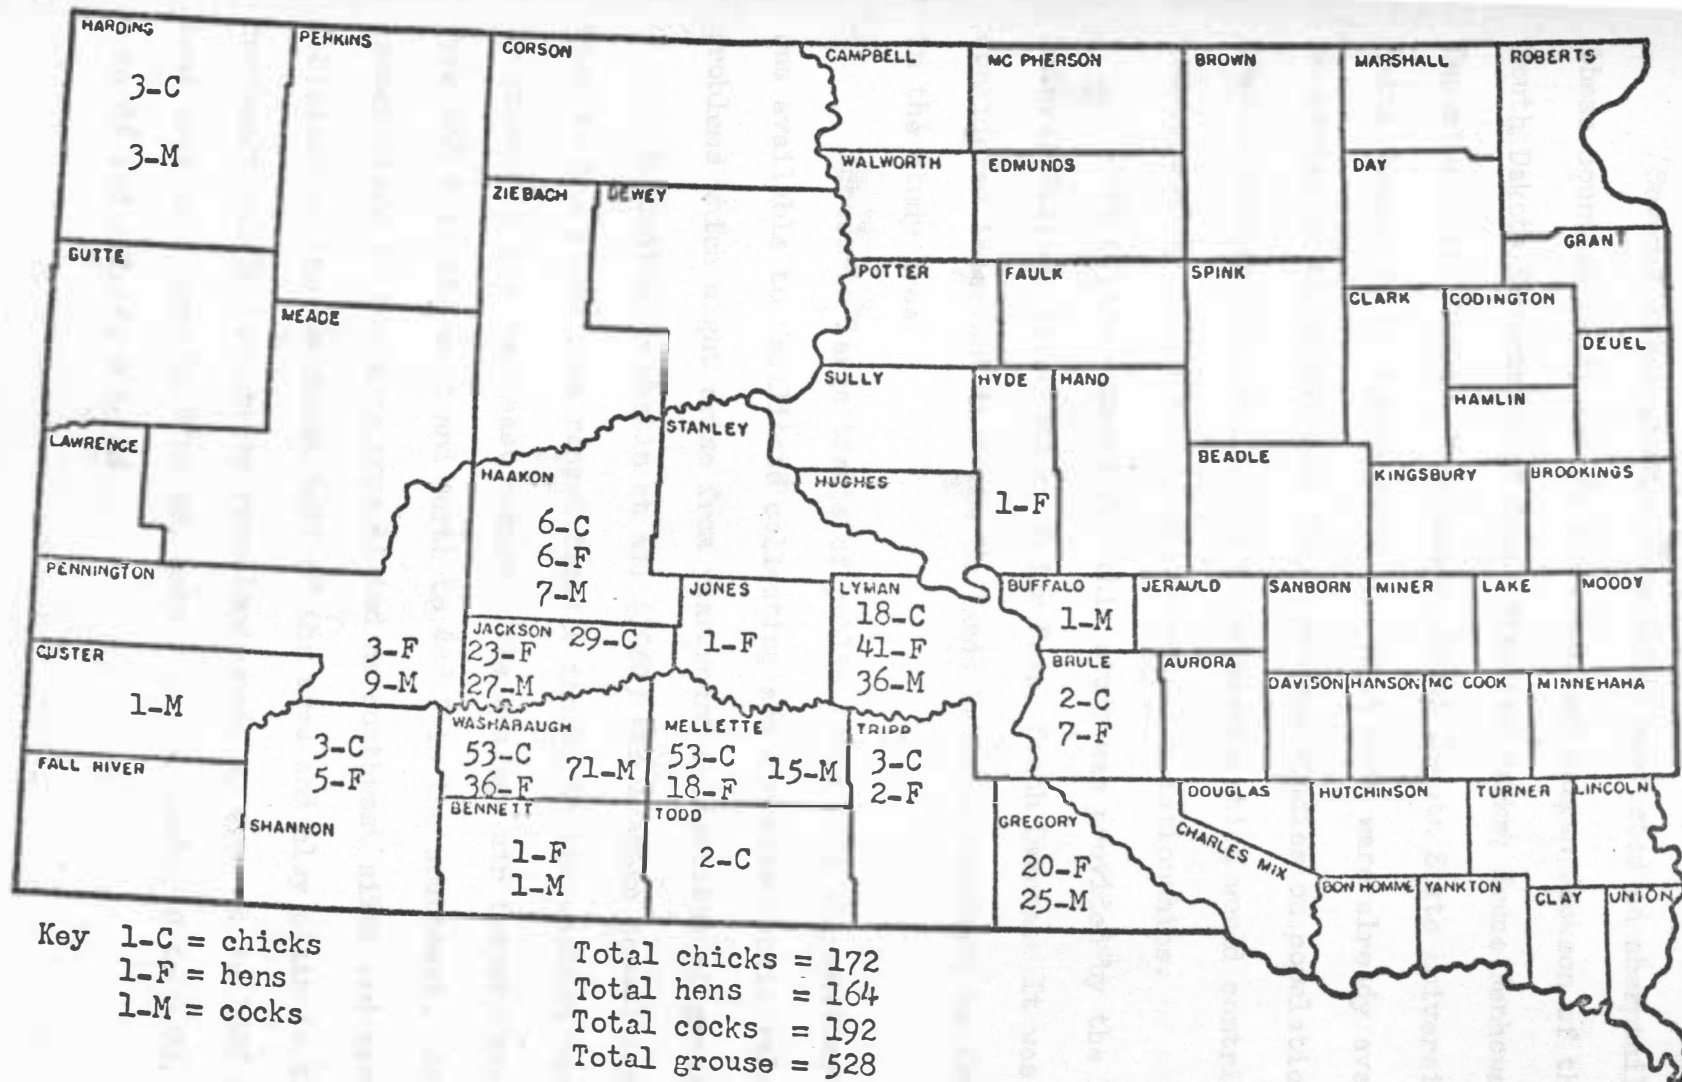 HARDING
PERKINS
CORSON
CAMPBELL
MC PHERSON
BROWN
MARSHALL
ROBERTS
3-C
3-M
WALWORTH
EDMUNDS
DAY
ZIEBACH
DEWEY
GRANT
BUTTE
POTTER
FAULK
SPINK
CLARK
CODINGTON
MEADE
DEUEL
SULLY
HYDE
HAND
HAMLIN
LAWRENCE
STANLEY
BEADLE
KINGSBURY
BROOKINGS
HAAKON
6-C
6-F
7-M
HUGHES
1-F
PENNINGTON
3-F
9-M
JONES
1-F
LYMAN
18-C
41-F
36-M
BUFFALO
1-M
JERAULD
SANBORN
MINER
LAKE
MOODY
JACKSON 29-C
23-F
27-M
CUSTER
1-M
BRULE
2-C
7-F
AURORA
DAVISON
HANSON
MC COOK
MINNEHAHA
WASHABAUGH
53-C
36-F
71-M
MELLETTE
53-C
18-F
15-M
TRIPP
3-C
2-F
FALL RIVER
3-C
5-F
SHANNON
BENNETT
1-F
1-M
TODD
2-C
GREGORY
20-F
25-M
DOUGLAS
HUTCHINSON
TURNER
LINCOLN
CHARLES MIX
BON HOMME
YANKTON
CLAY
UNION
Key 1-C = chicks
1-F = hens
1-M = cocks
Total chicks = 172
Total hens = 164
Total cocks = 192
Total grouse = 528